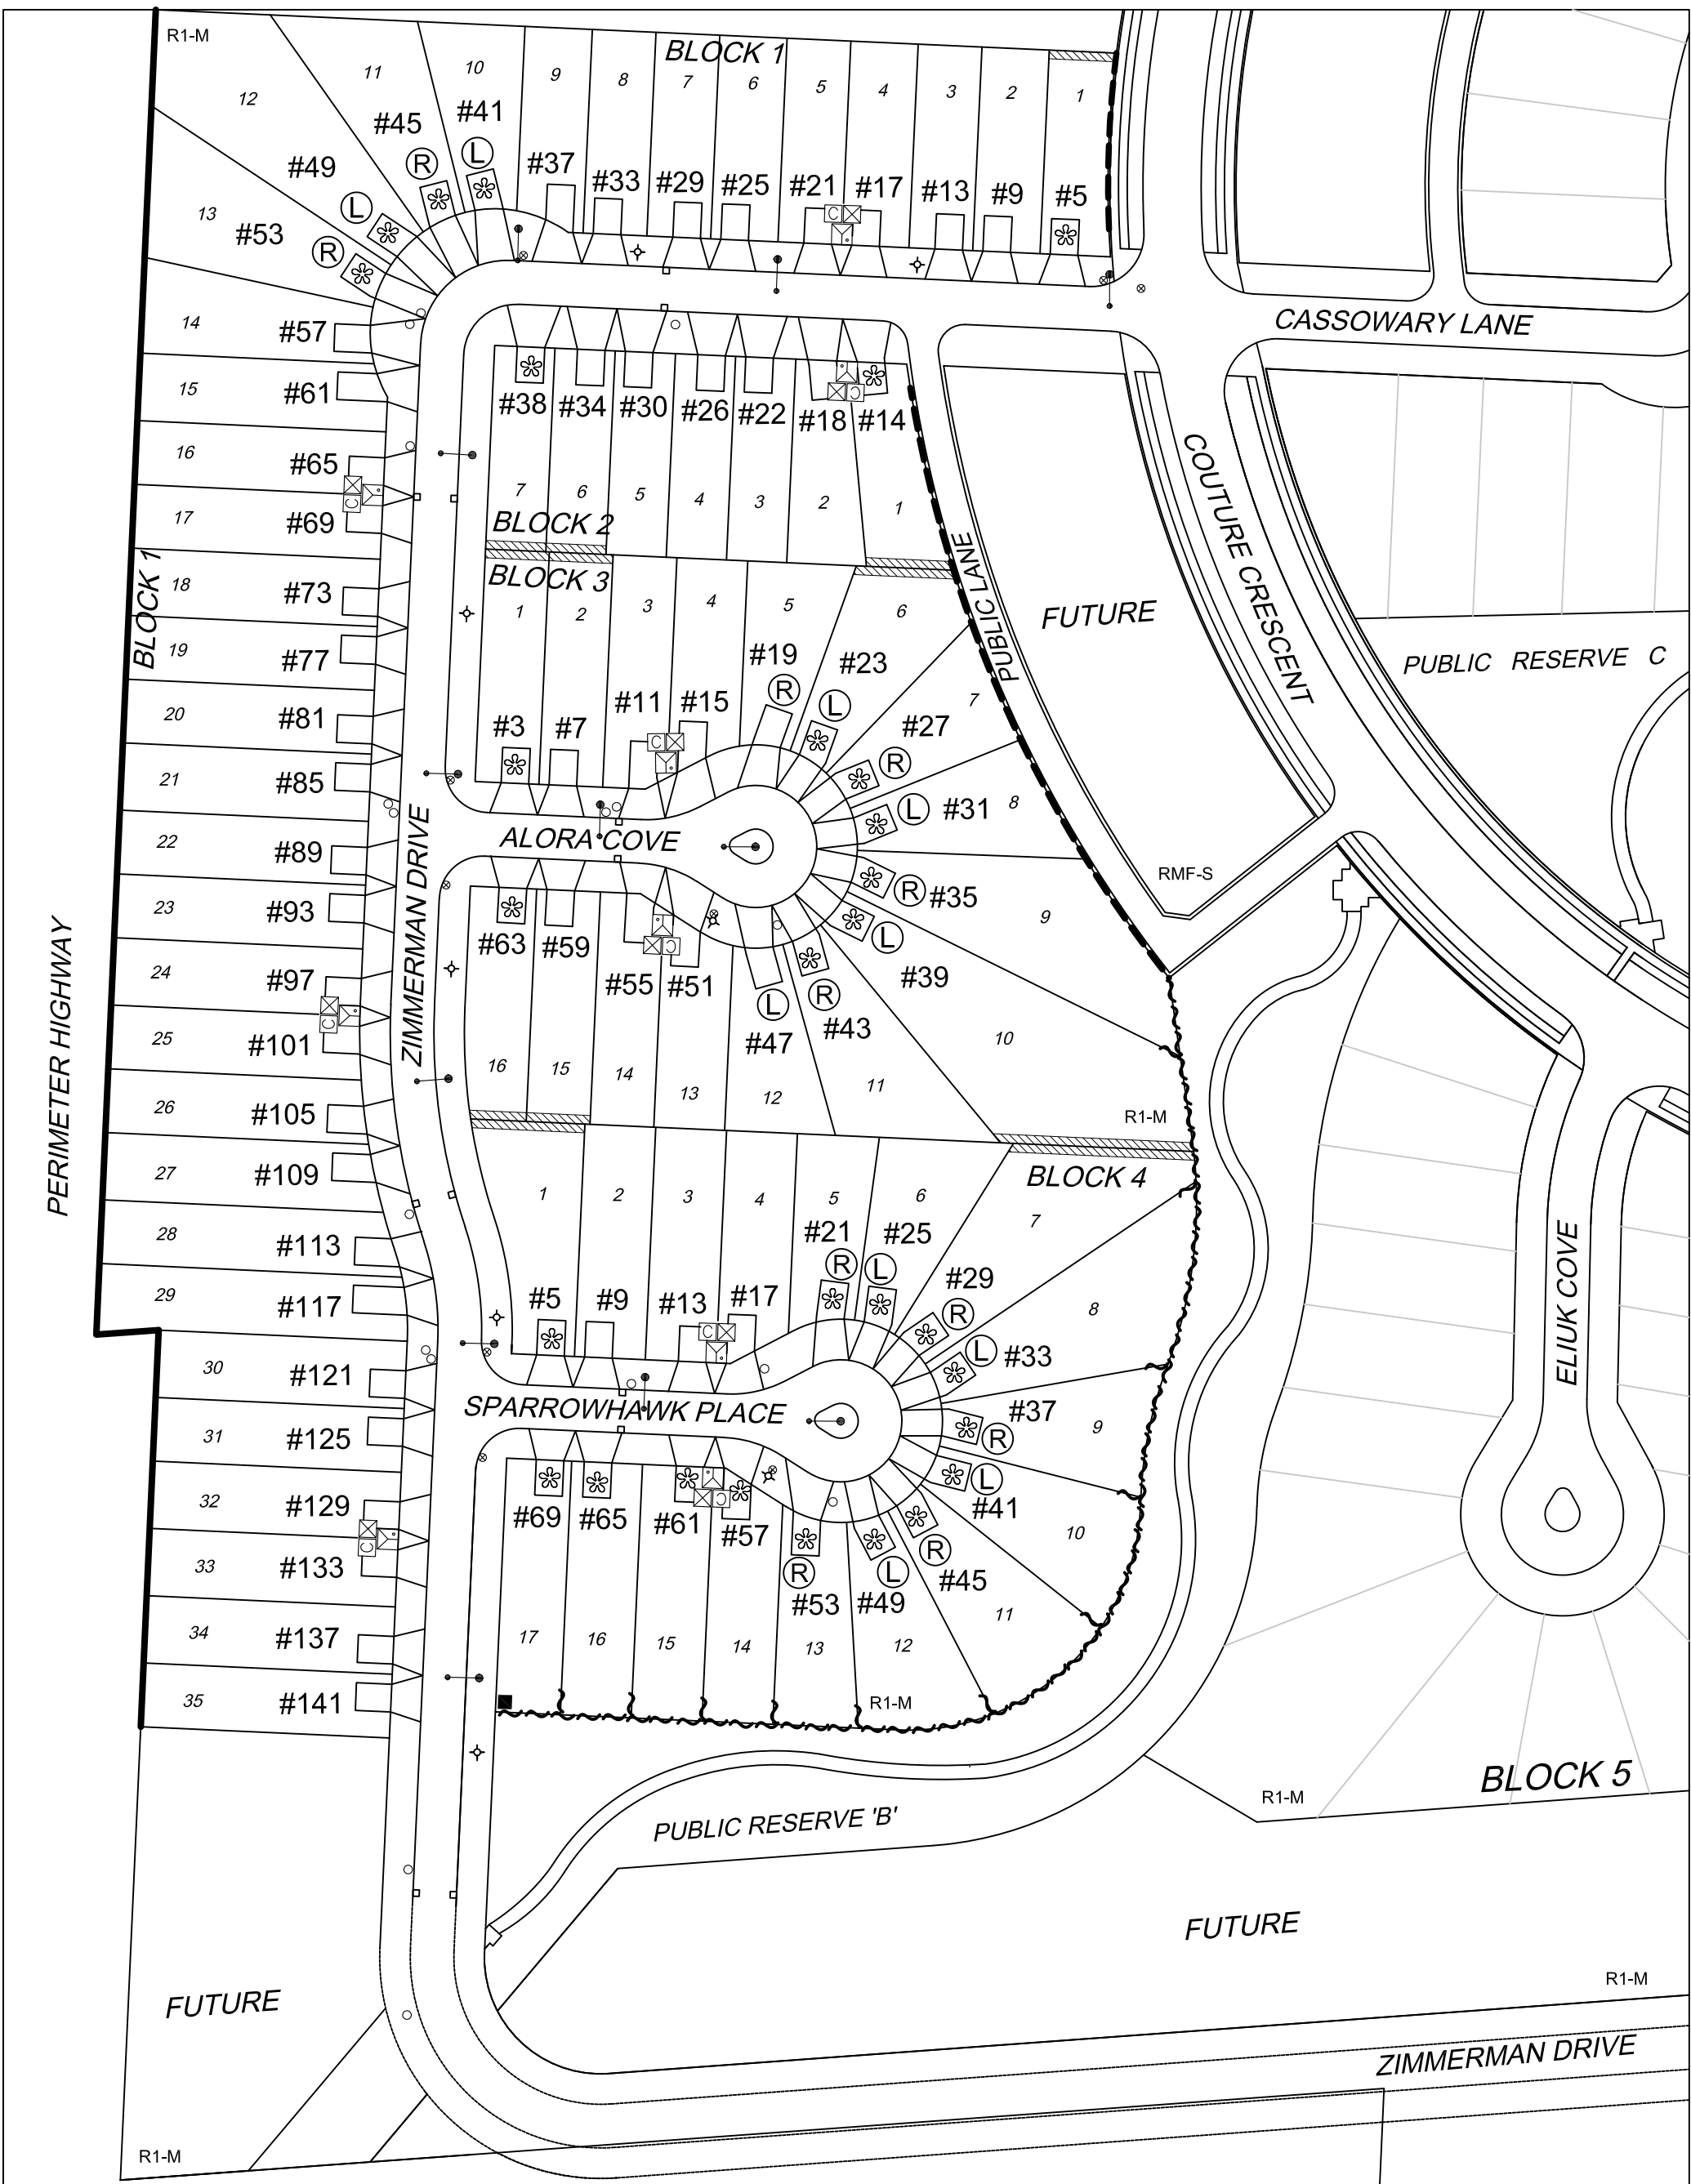 R1-M
BLOCK 1
12
11
10
9
8
7
6
5
4
3
2
1
#49
#45
#41
#37
#33
#29
#25
#21
#17
#13
#9
#5
L
R
R
L
C
13
#53
14
#57
15
#61
16
#65
17
#69
C
BLOCK 1
18
#73
19
#77
20
#81
21
#85
22
#89
23
#93
24
#97
25
#101
C
26
#105
27
#109
28
#113
29
#117
30
#121
31
#125
32
#129
33
#133
C
34
#137
35
#141
PERIMETER HIGHWAY
ZIMMERMAN DRIVE
CASSOWARY LANE
#38
#34
#30
#26
#22
#18
#14
C
7
6
5
4
3
2
1
BLOCK 2
BLOCK 3
1
2
3
4
5
6
7
8
9
10
11
12
13
14
15
16
#3
#7
#11
#15
#19
#23
#27
#31
#35
#39
#43
#47
#51
#55
#59
#63
R
L
R
L
R
L
R
L
C
C
ALORA COVE
PUBLIC LANE
FUTURE
COUTURE CRESCENT
PUBLIC RESERVE C
RMF-S
R1-M
BLOCK 4
1
2
3
4
5
6
7
8
9
10
11
12
13
14
15
16
17
#5
#9
#13
#17
#21
#25
#29
#33
#37
#41
#45
#49
#53
#57
#61
#65
#69
R
L
R
L
R
L
R
L
R
C
C
SPARROWHAWK PLACE
R1-M
ELIUK COVE
BLOCK 5
R1-M
PUBLIC RESERVE 'B'
FUTURE
R1-M
FUTURE
ZIMMERMAN DRIVE
R1-M